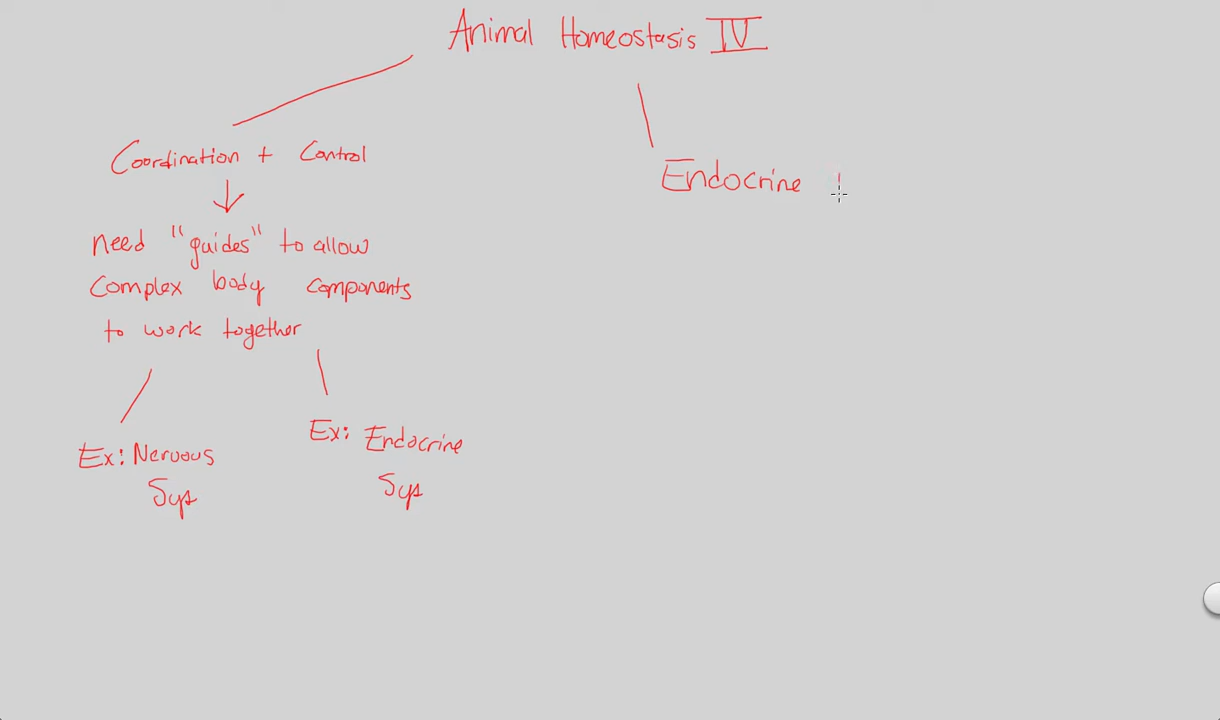 Animal Homeostasis IV
Coordination + Control
need "guides" to allow
complex body components
to work together
Ex: Nervous
Sys
Ex: Endocrine
Sys
Endocrine